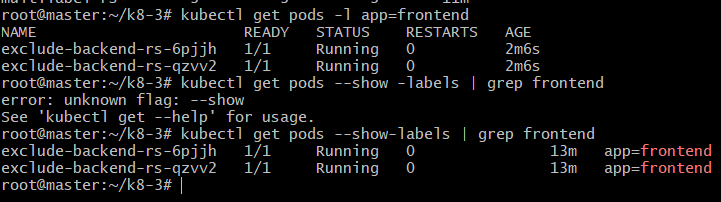 root@master:~/k8-3# kubectl get pods -l app=frontend
NAME                     READY   STATUS    RESTARTS   AGE
exclude-backend-rs-6pjjh   1/1     Running   0          2m6s
exclude-backend-rs-qzvv2   1/1     Running   0          2m6s
root@master:~/k8-3# kubectl get pods --show -labels | grep frontend
error: unknown flag: --show
See 'kubectl get --help' for usage.
root@master:~/k8-3# kubectl get pods --show-labels | grep frontend
exclude-backend-rs-6pjjh   1/1     Running   0               13m    app=frontend
exclude-backend-rs-qzvv2   1/1     Running   0               13m    app=frontend
root@master:~/k8-3#